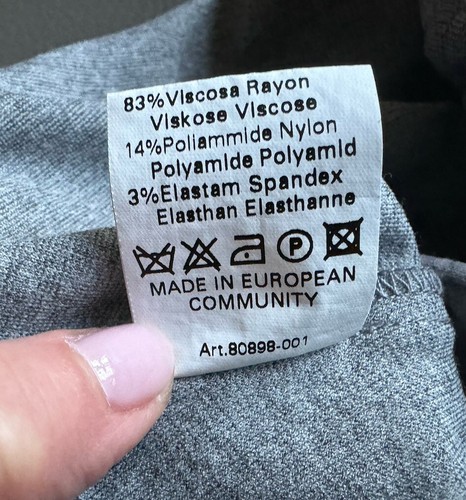 83%Viscosa Rayon
Viskose Viscose
14%Poliammide Nylon
Polyamide Polyamid
3%Elastam Spandex
Elasthan Elasthanne
P
MADE IN EUROPEAN
COMMUNITY
Art.80898-001